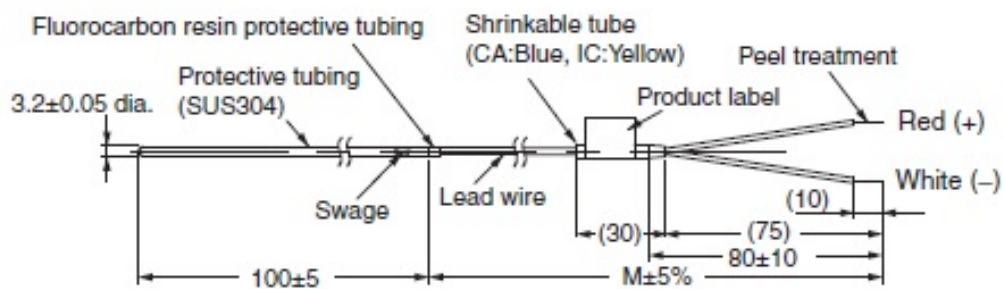 Fluorocarbon resin protective tubing
Shrinkable tube
(CA:Blue, IC:Yellow)
Peel treatment
Protective tubing
(SUS304)
Product label
3.2±0.05 dia.
Red (+)
Swage
Lead wire
White (–)
(10)
(30)
(75)
80±10
100±5
M±5%